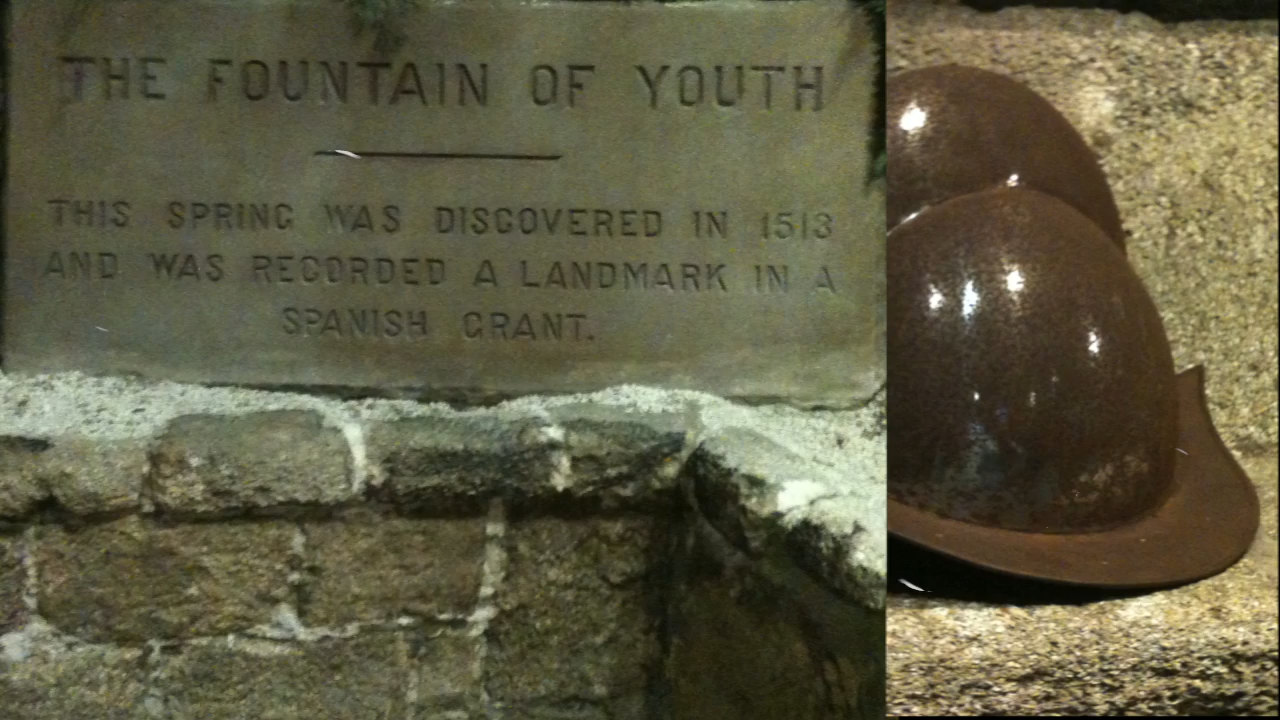 THE FOUNTAIN OF YOUTH
THIS SPRING WAS DISCOVERED IN 1513
AND WAS RECORDED A LANDMARK IN A
SPANISH GRANT.